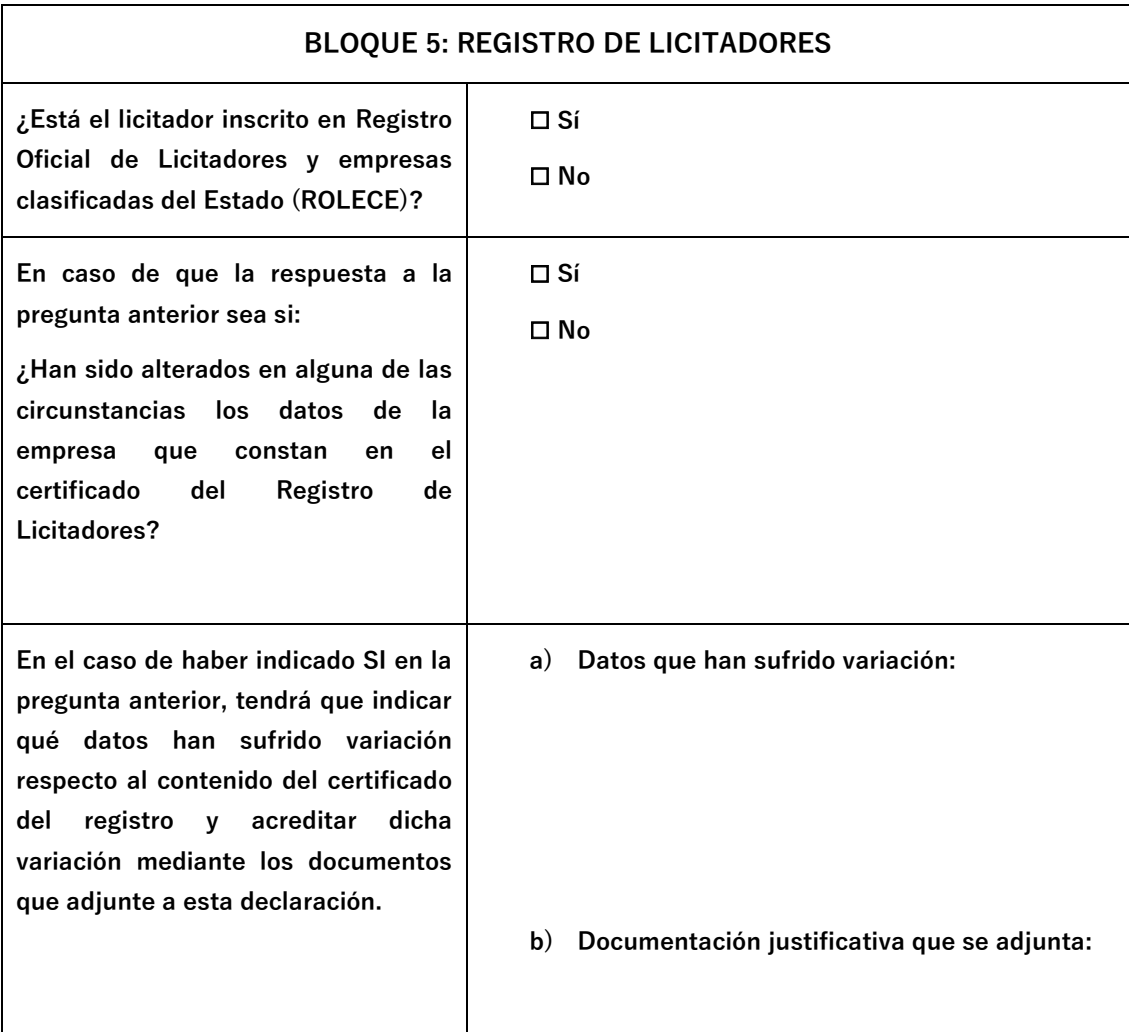 BLOQUE 5: REGISTRO DE LICITADORES
¿Está el licitador inscrito en Registro
Oficial de Licitadores y empresas
clasificadas del Estado (ROLECE)?
☐ Sí
☐ No
En caso de que la respuesta a la
pregunta anterior sea si:
¿Han sido alterados en alguna de las
circunstancias los datos de la
empresa que constan en el
certificado del Registro de
Licitadores?
☐ Sí
☐ No
En el caso de haber indicado SI en la
pregunta anterior, tendrá que indicar
qué datos han sufrido variación
respecto al contenido del certificado
del registro y acreditar dicha
variación mediante los documentos
que adjunte a esta declaración.
a) Datos que han sufrido variación:
b) Documentación justificativa que se adjunta: